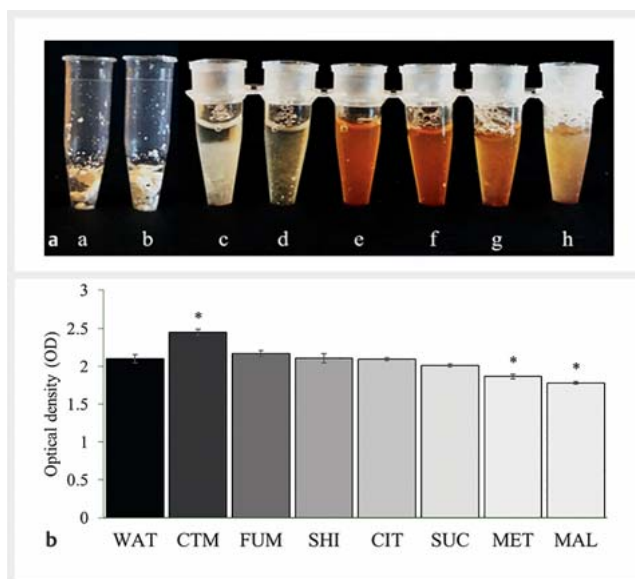 a a b c d e f g h
3
2.5
2
1.5
1
0.5
0
Optical density (OD)
* * *
b WAT CTM FUM SHI CIT SUC MET MAL